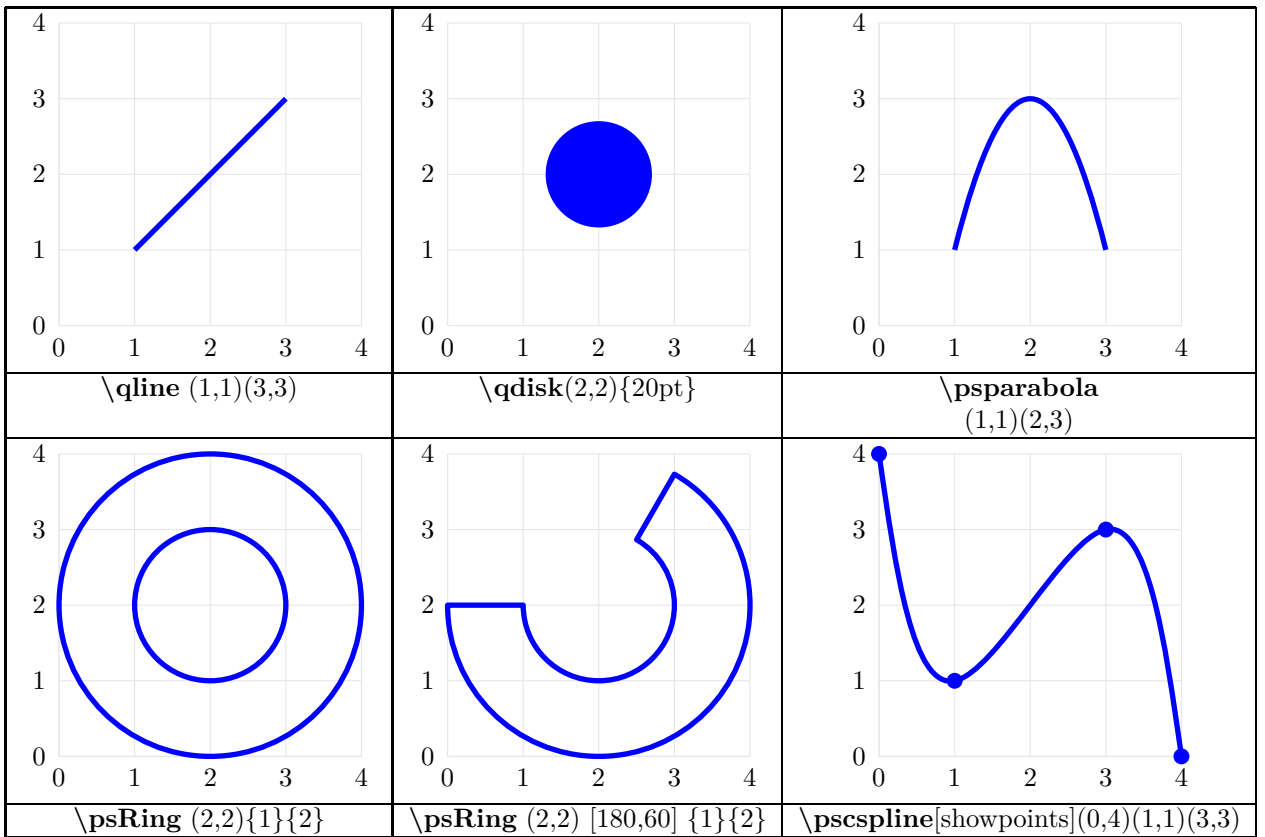 4
3
2
1
0
0 1 2 3 4
4
3
2
1
0
0 1 2 3 4
4
3
2
1
0
0 1 2 3 4
\qline (1,1)(3,3)
\qdisk(2,2){20pt}
\psparabola
(1,1)(2,3)
4
3
2
1
0
0 1 2 3 4
4
3
2
1
0
0 1 2 3 4
4
3
2
1
0
0 1 2 3 4
\psRing (2,2){1}{2}
\psRing (2,2) [180,60] {1}{2}
\pscspline[showpoints](0,4)(1,1)(3,3)